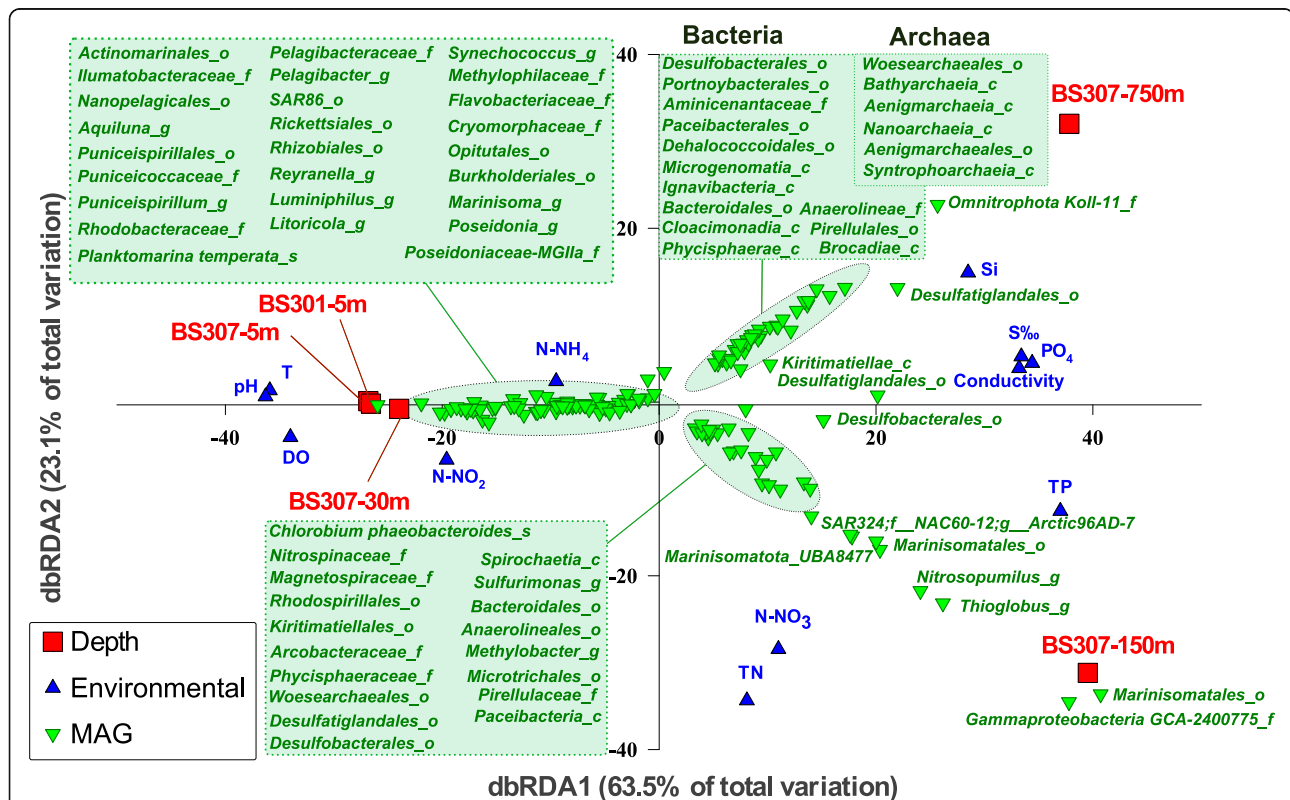 Bacteria
Archaea
Actinomarinales_o
Ilumatobacteraceae_f
Nanopelagicales_o
Aquiluna_g
Puniceispirillales_o
Puniceicoccaceae_f
Puniceispirillum_g
Rhodobacteraceae_f
Planktomarina temperata_s
Pelagibacteraceae_f
Pelagibacter_g
SAR86_o
Rickettsiales_o
Rhizobiales_o
Reyranella_g
Luminiphilus_g
Litoricola_g
Synechococcus_g
Methylophilaceae_f
Flavobacteriaceae_f
Cryomorphaceae_f
Opitutales_o
Burkholderiales_o
Marinisoma_g
Poseidonia_g
Poseidoniaceae-MGIIa_f
Desulfobacterales_o
Portnoybacterales_o
Aminicenantaceae_f
Paceibacterales_o
Dehalococcoidales_o
Microgenomatia_c
Ignavibacteria_c
Bacteroidales_o
Cloacimonadia_c
Phycisphaerae_c
Anaerolineae_f
Pirellulales_o
Brocadiae_c
Woesearchaeales_o
Bathyarchaeia_c
Aenigmarchaeia_c
Nanoarchaeia_c
Aenigmarchaeales_o
Syntrophoarchaeia_c
BS307-750m
Omnitrophota Koll-11_f
Si
Desulfatiglandales_o
S‰
PO4
Conductivity
Kiritimatiellae_c
Desulfatiglandales_o
Desulfobacterales_o
BS301-5m
BS307-5m
T
pH
DO
N-NH4
N-NO2
BS307-30m
-40
-20
0
20
40
40
20
-20
-40
TP
SAR324;f__NAC60-12;g__Arctic96AD-7
Marinisomatota_UBA8477
Marinisomatales_o
Nitrosopumilus_g
Thioglobus_g
N-NO3
TN
BS307-150m
Marinisomatales_o
Gammaproteobacteria GCA-2400775_f
Chlorobium phaeobacteroides_s
Nitrospinaceae_f
Magnetospiraceae_f
Rhodospirillales_o
Kiritimatiellales_o
Arcobacteraceae_f
Phycisphaeraceae_f
Woesearchaeales_o
Desulfatiglandales_o
Desulfobacterales_o
Spirochaetia_c
Sulfurimonas_g
Bacteroidales_o
Anaerolineales_o
Methylobacter_g
Microtrichales_o
Pirellulaceae_f
Paceibacteria_c
Depth
Environmental
MAG
dbRDA2 (23.1% of total variation)
dbRDA1 (63.5% of total variation)